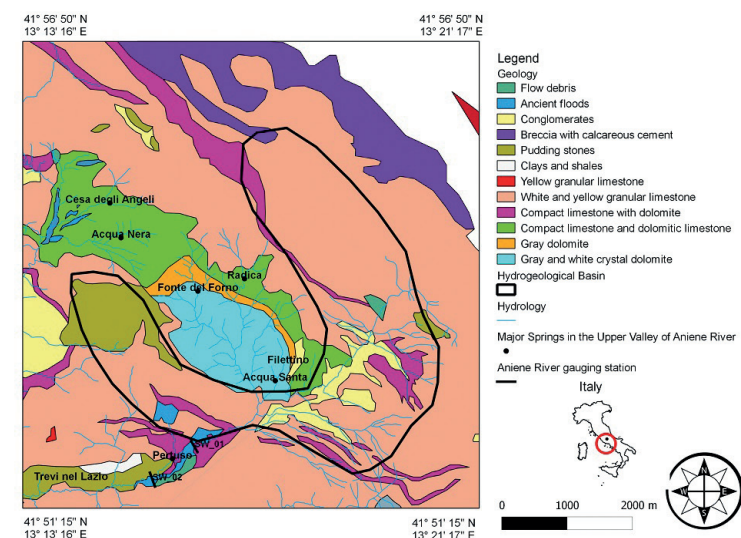 41° 56' 50" N
13° 13' 16" E
41° 56' 50" N
13° 21' 17" E
Cesa degli Angeli
Acqua Nera
Radica
Fonte del Forno
Filettino
Acqua Santa
SW_01
Pertuso
Trevi nel Lazio
SW_02
41° 51' 15" N
13° 13' 16" E
41° 51' 15" N
13° 21' 17" E
Legend
Geology
Flow debris
Ancient floods
Conglomerates
Breccia with calcareous cement
Pudding stones
Clays and shales
Yellow granular limestone
White and yellow granular limestone
Compact limestone with dolomite
Compact limestone and dolomitic limestone
Gray dolomite
Gray and white crystal dolomite
Hydrogeological Basin
Hydrology
Major Springs in the Upper Valley of Aniene River
Aniene River gauging station
Italy
0 1000 2000 m
N
W E
S